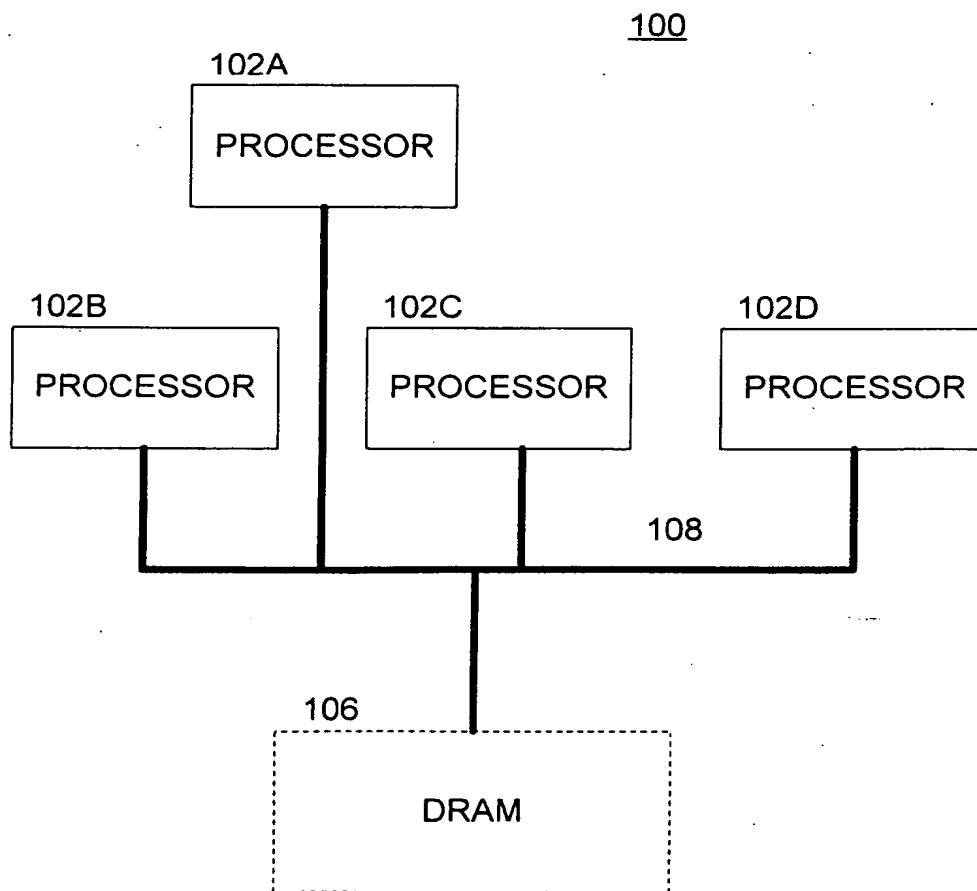 100
102A
PROCESSOR
102B
PROCESSOR
102C
PROCESSOR
102D
PROCESSOR
108
106
DRAM